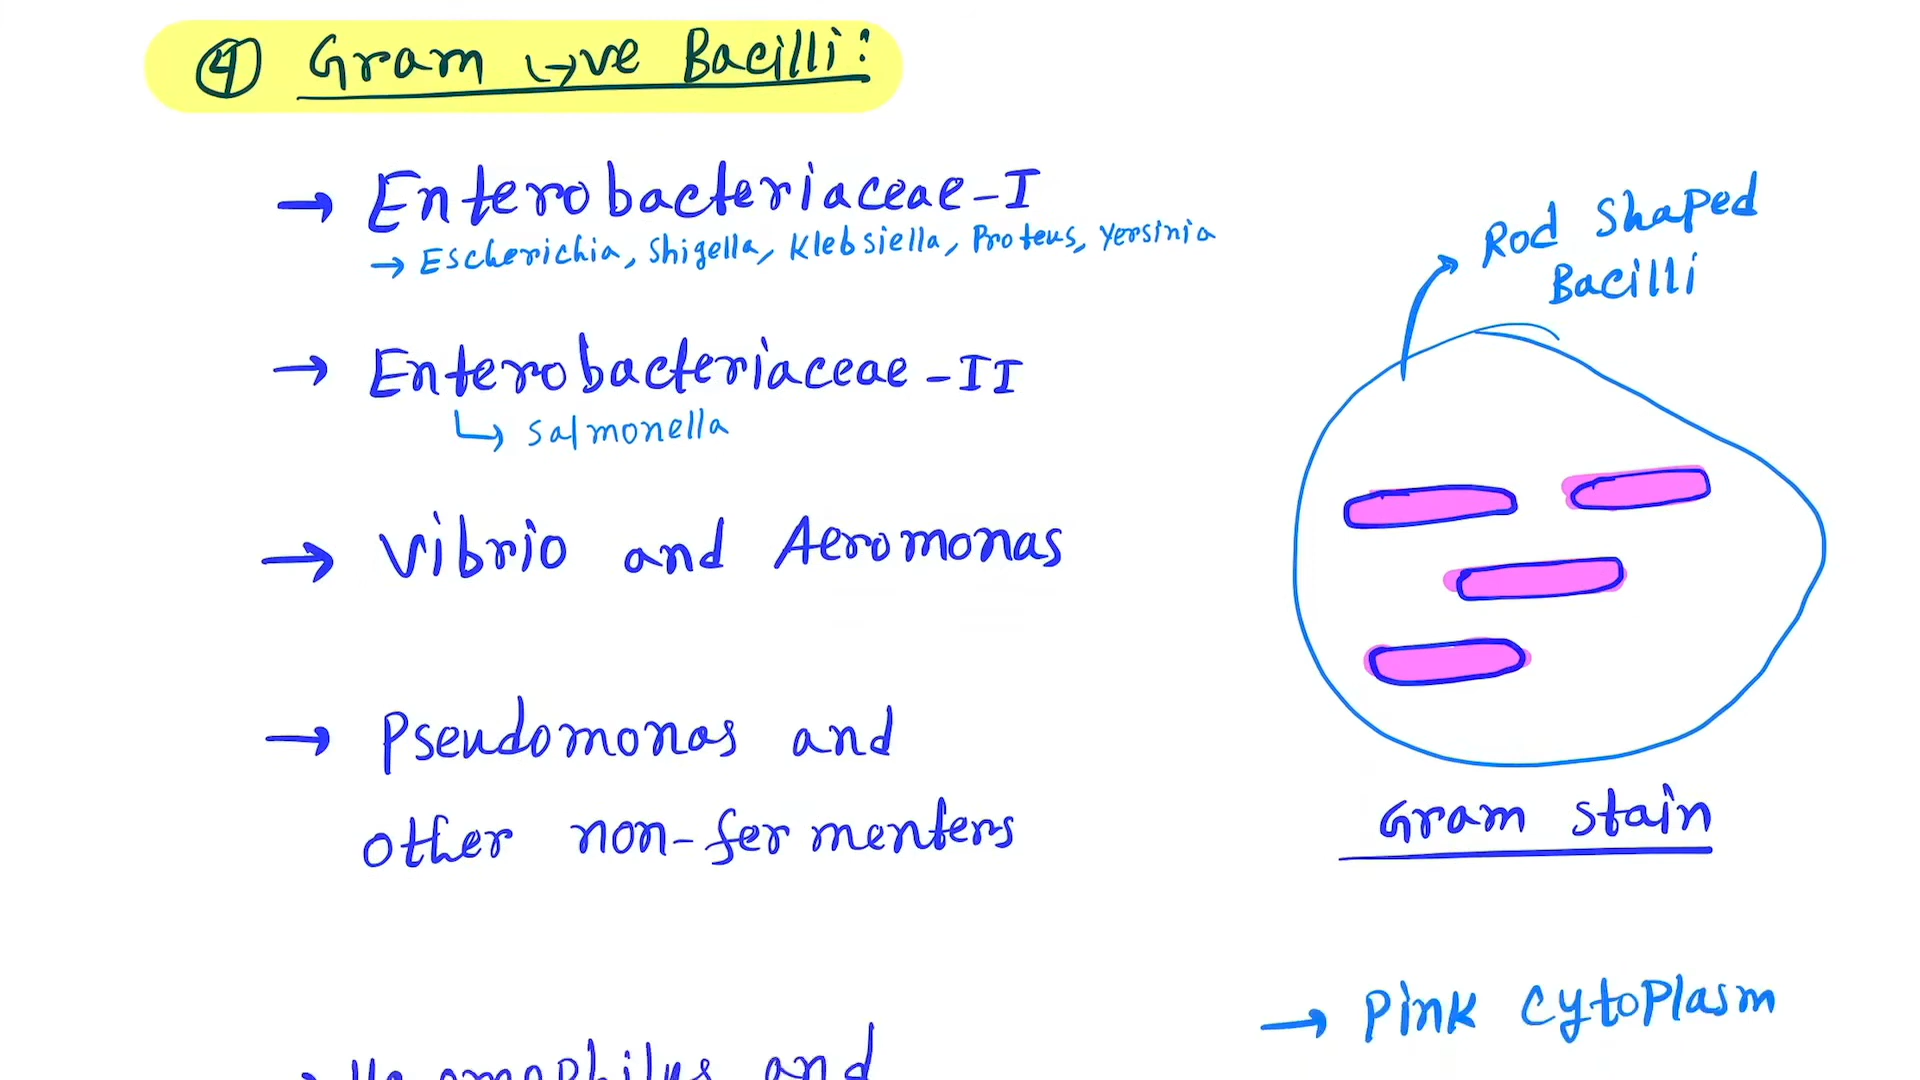 ④ Gram (-)ve Bacilli:
→ Enterobacteriaceae-I
→ Escherichia, Shigella, Klebsiella, Proteus, Yersinia
→ Enterobacteriaceae-II
↳ Salmonella
→ Vibrio and Aeromonas
→ Pseudomonas and
other non-fermenters
and
Rod Shaped
Bacilli
Gram Stain
→ Pink Cytoplasm